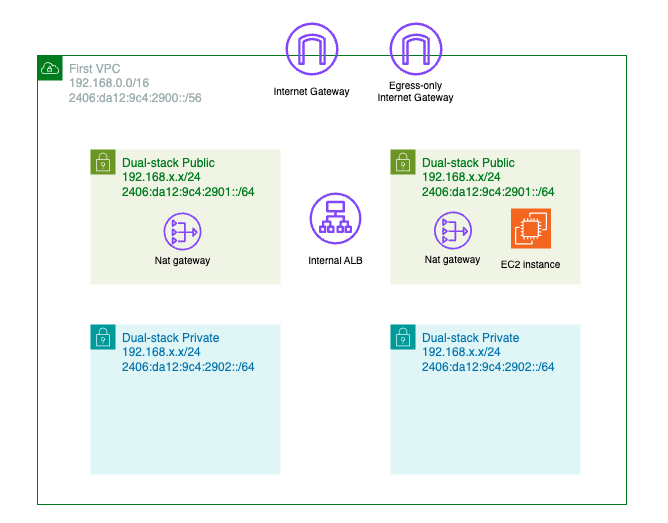 Internet Gateway
Egress-only
Internet Gateway
First VPC
192.168.0.0/16
2406:da12:9c4:2900::/56
Dual-stack Public
192.168.x.x/24
2406:da12:9c4:2901::/64
Nat gateway
Internal ALB
Dual-stack Public
192.168.x.x/24
2406:da12:9c4:2901::/64
Nat gateway
EC2 instance
Dual-stack Private
192.168.x.x/24
2406:da12:9c4:2902::/64
Dual-stack Private
192.168.x.x/24
2406:da12:9c4:2902::/64